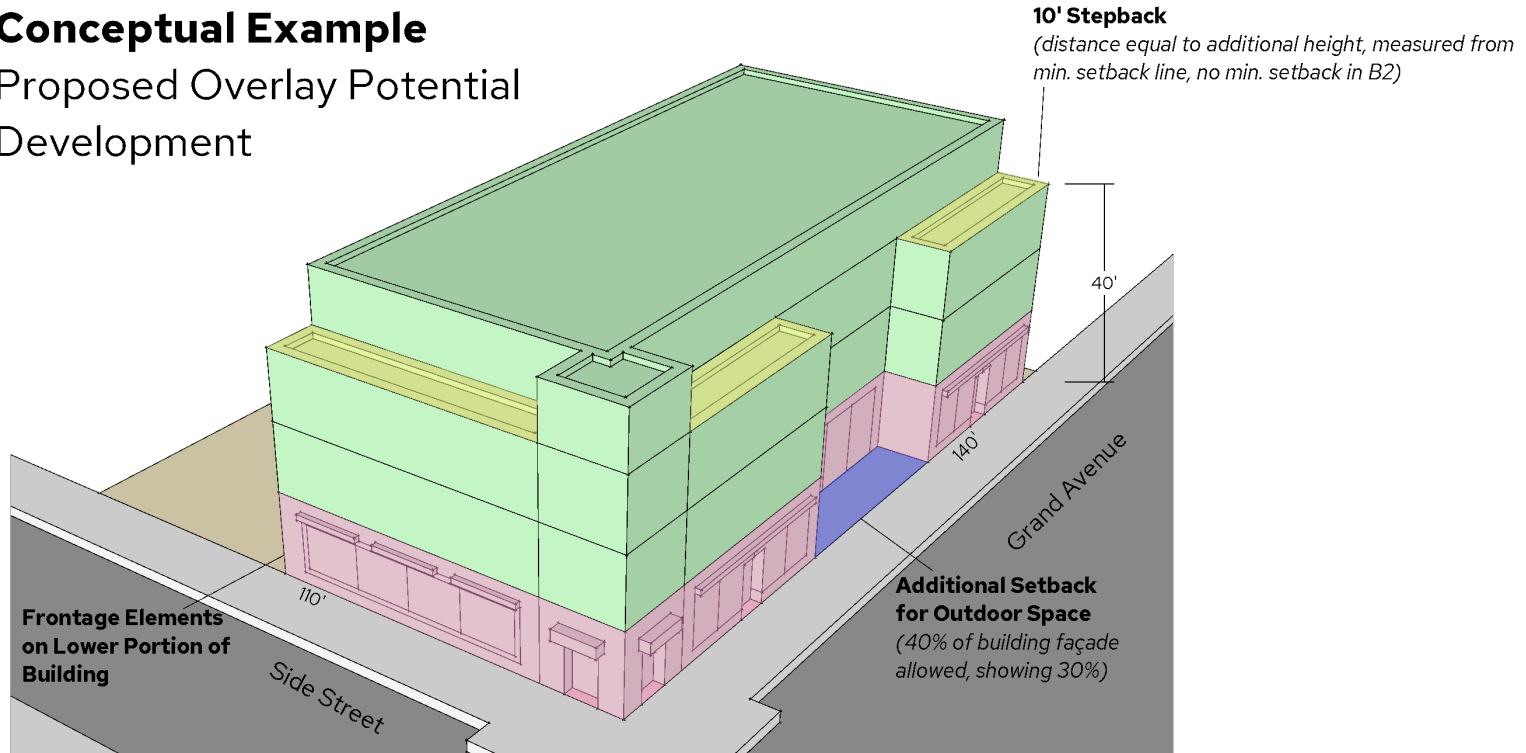 Conceptual Example
Proposed Overlay Potential
Development
10' Stepback
(distance equal to additional height, measured from
min. setback line, no min. setback in B2)
40'
140'
Grand Avenue
Additional Setback
for Outdoor Space
(40% of building façade
allowed, showing 30%)
110'
Frontage Elements
on Lower Portion of
Building
Side Street